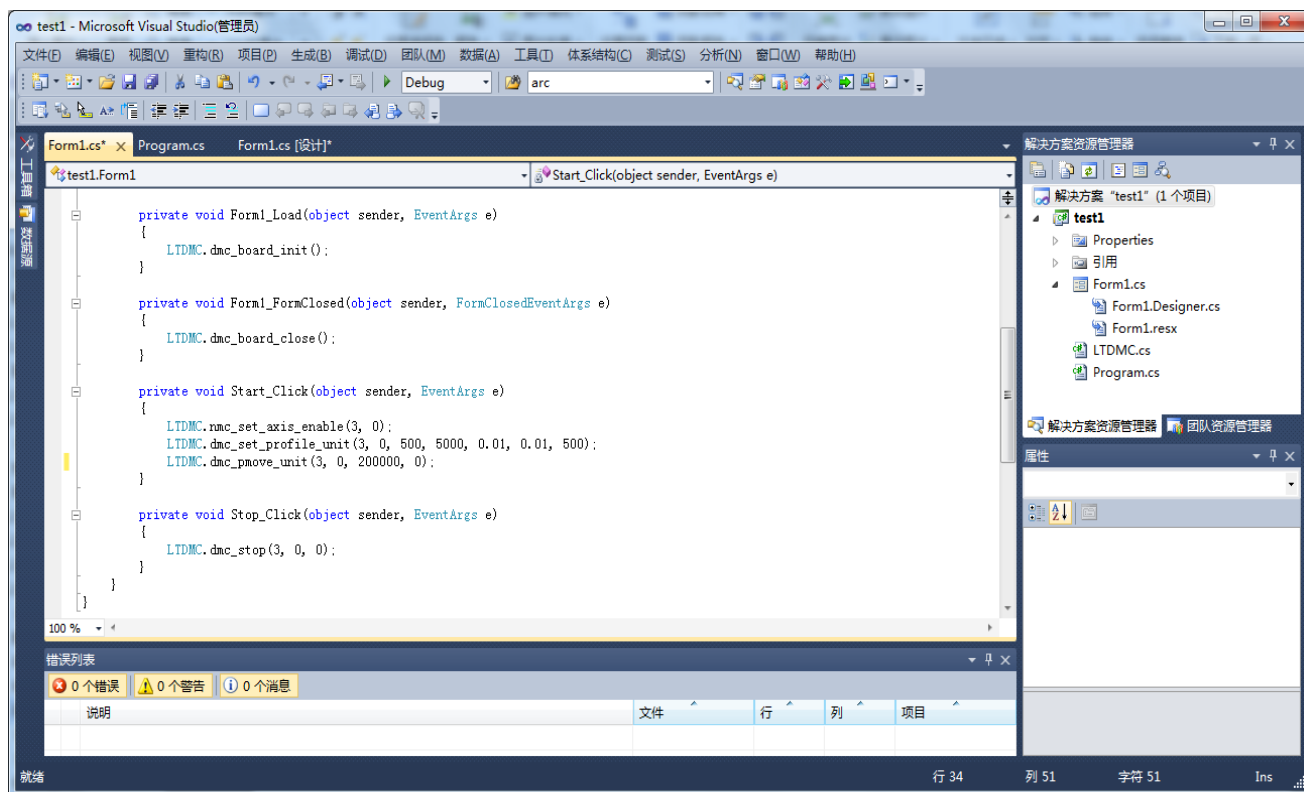 test1 - Microsoft Visual Studio(管理员)
文件(F) 编辑(E) 视图(V) 重构(R) 项目(P) 生成(B) 调试(D) 团队(M) 数据(A) 工具(T) 体系结构(C) 测试(S) 分析(N) 窗口(W) 帮助(H)
Debug arc
Form1.cs* Program.cs Form1.cs [设计]*
test1.Form1 Start_Click(object sender, EventArgs e)
工具箱
数据源
private void Form1_Load(object sender, EventArgs e)
{
LTDMC.dmc_board_init();
}
private void Form1_FormClosed(object sender, FormClosedEventArgs e)
{
LTDMC.dmc_board_close();
}
private void Start_Click(object sender, EventArgs e)
{
LTDMC.nmc_set_axis_enable(3, 0);
LTDMC.dmc_set_profile_unit(3, 0, 500, 5000, 0.01, 0.01, 500);
LTDMC.dmc_pmove_unit(3, 0, 200000, 0);
}
private void Stop_Click(object sender, EventArgs e)
{
LTDMC.dmc_stop(3, 0, 0);
}
}
}
100 %
解决方案资源管理器
解决方案 "test1" (1 个项目)
test1
Properties
引用
Form1.cs
Form1.Designer.cs
Form1.resx
LTDMC.cs
Program.cs
解决方案资源管理器 团队资源管理器
属性
错误列表
0 个错误 0 个警告 0 个消息
说明 文件 行 列 项目
就绪 行 34 列 51 字符 51 Ins